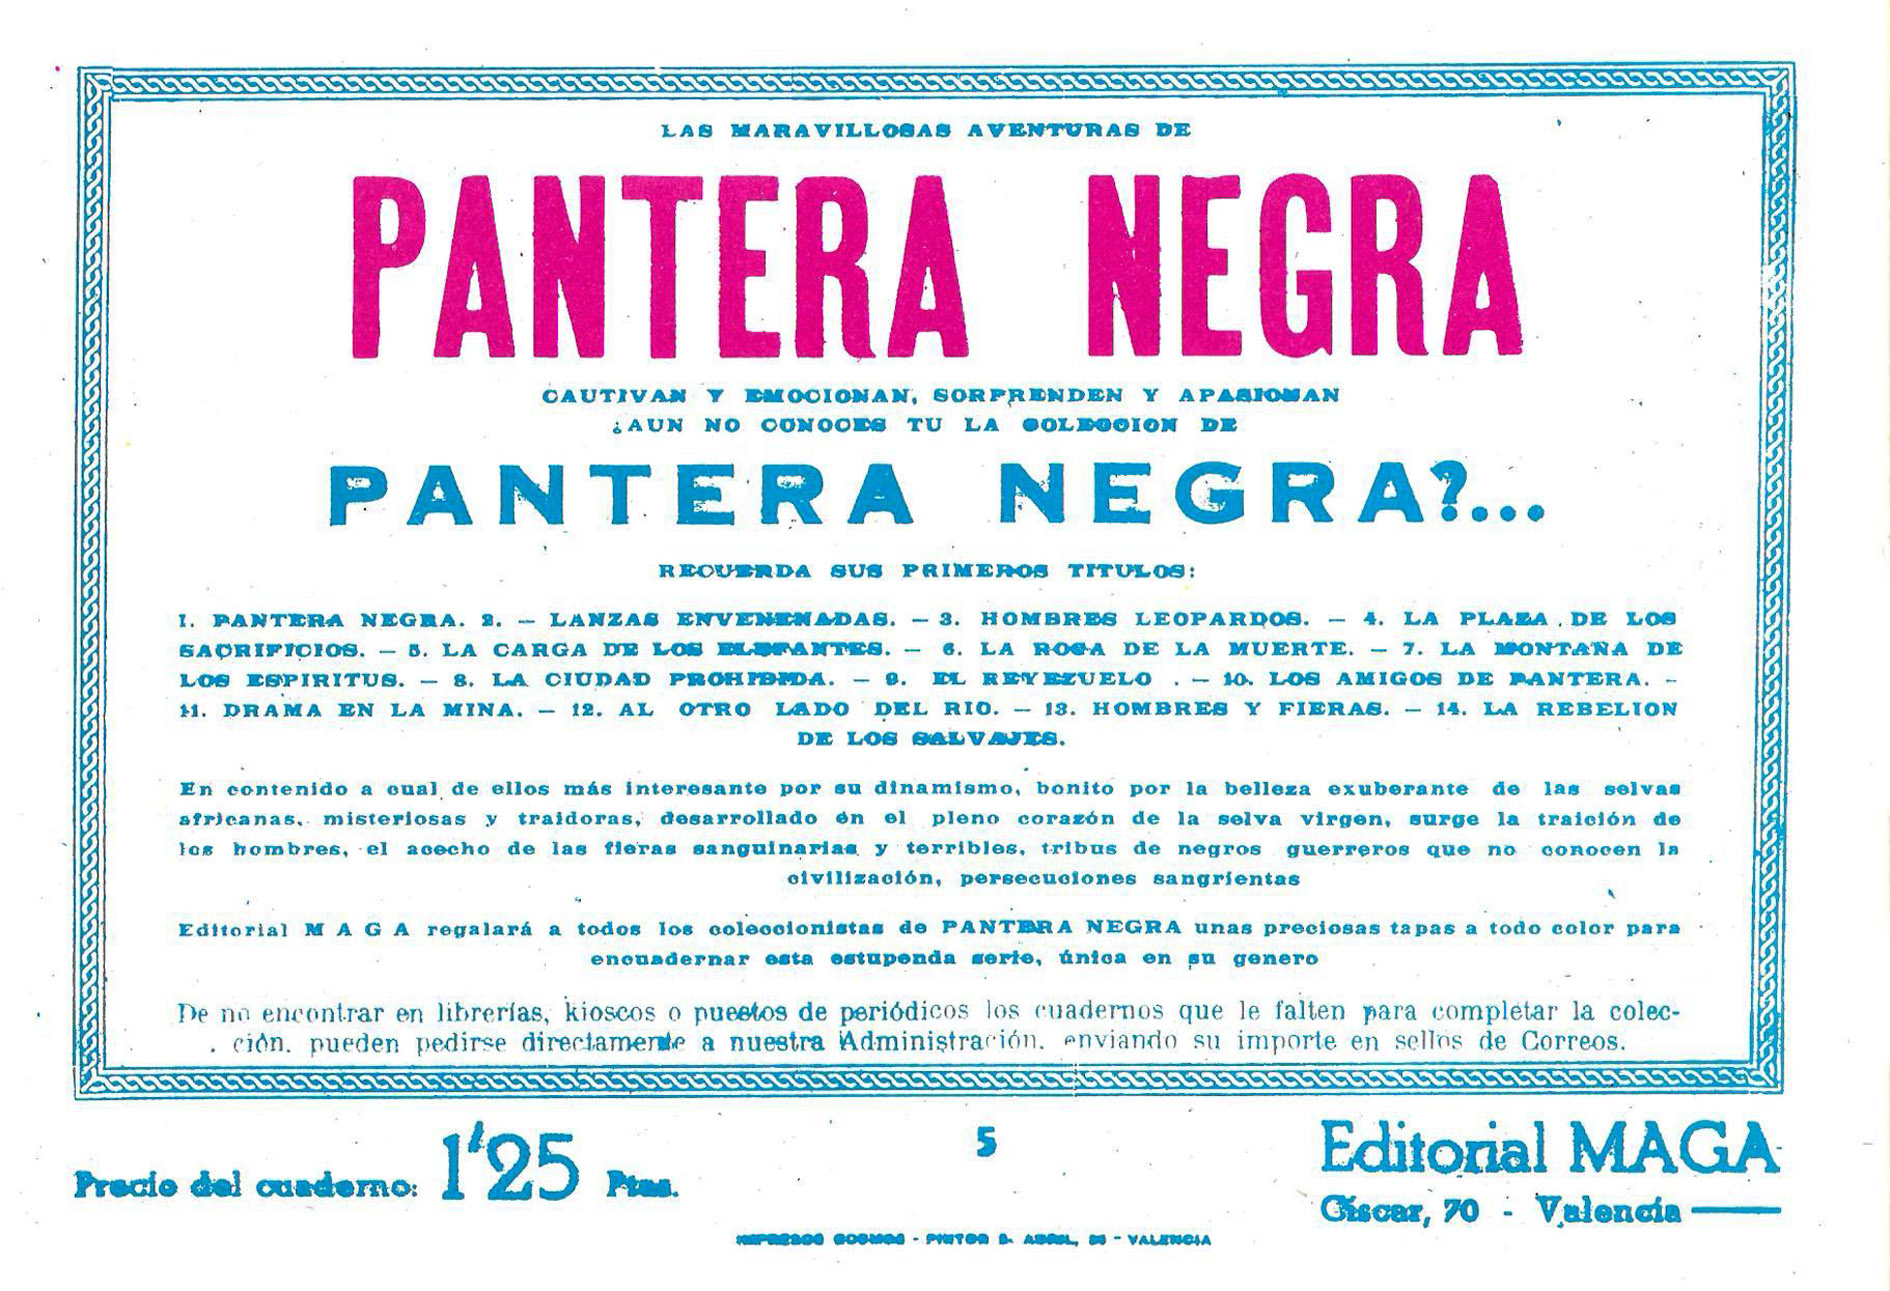 LAS MARAVILLOSAS AVENTURAS DE
PANTERA NEGRA
CAUTIVAN Y EMOCIONAN, SORPRENDEN Y APASIONAN
¿AUN NO CONOCES TU LA COLECCION DE
PANTERA NEGRA?...
RECUERDA SUS PRIMEROS TITULOS:
1. PANTERA NEGRA. 2. — LANZAS ENVENENADAS. — 3. HOMBRES LEOPARDOS. — 4. LA PLAZA DE LOS
SACRIFICIOS. — 5. LA CARGA DE LOS ELEFANTES. — 6. LA ROCA DE LA MUERTE. — 7. LA MONTAÑA DE
LOS ESPIRITUS. — 8. LA CIUDAD PROHIBIDA. — 9. EL REYEZUELO . — 10. LOS AMIGOS DE PANTERA. -
11. DRAMA EN LA MINA. — 12. AL OTRO LADO DEL RIO. — 13. HOMBRES Y FIERAS. — 14. LA REBELION
DE LOS SALVAJES.
En contenido a cual de ellos más interesante por su dinamismo, bonito por la belleza exuberante de las selvas
africanas, misteriosas y traidoras, desarrollado en el pleno corazón de la selva virgen, surge la traición de
los hombres, el acecho de las fieras sanguinarias y terribles, tribus de negros guerreros que no conocen la
civilización, persecuciones sangrientas
Editorial M A G A regalará a todos los coleccionistas de PANTERA NEGRA unas preciosas tapas a todo color para
encuadernar esta estupenda serie, única en su genero
De no encontrar en librerías, kioscos o puestos de periódicos los cuadernos que le falten para completar la colec-
ción. pueden pedirse directamente a nuestra Administración. enviando su importe en sellos de Correos.
Precio del cuaderno: 1'25 Ptas.
5
Editorial MAGA
Císcar, 70 - Valencia
IMPRESOS COSMOS - PINTOR S. ABRIL, - VALENCIA